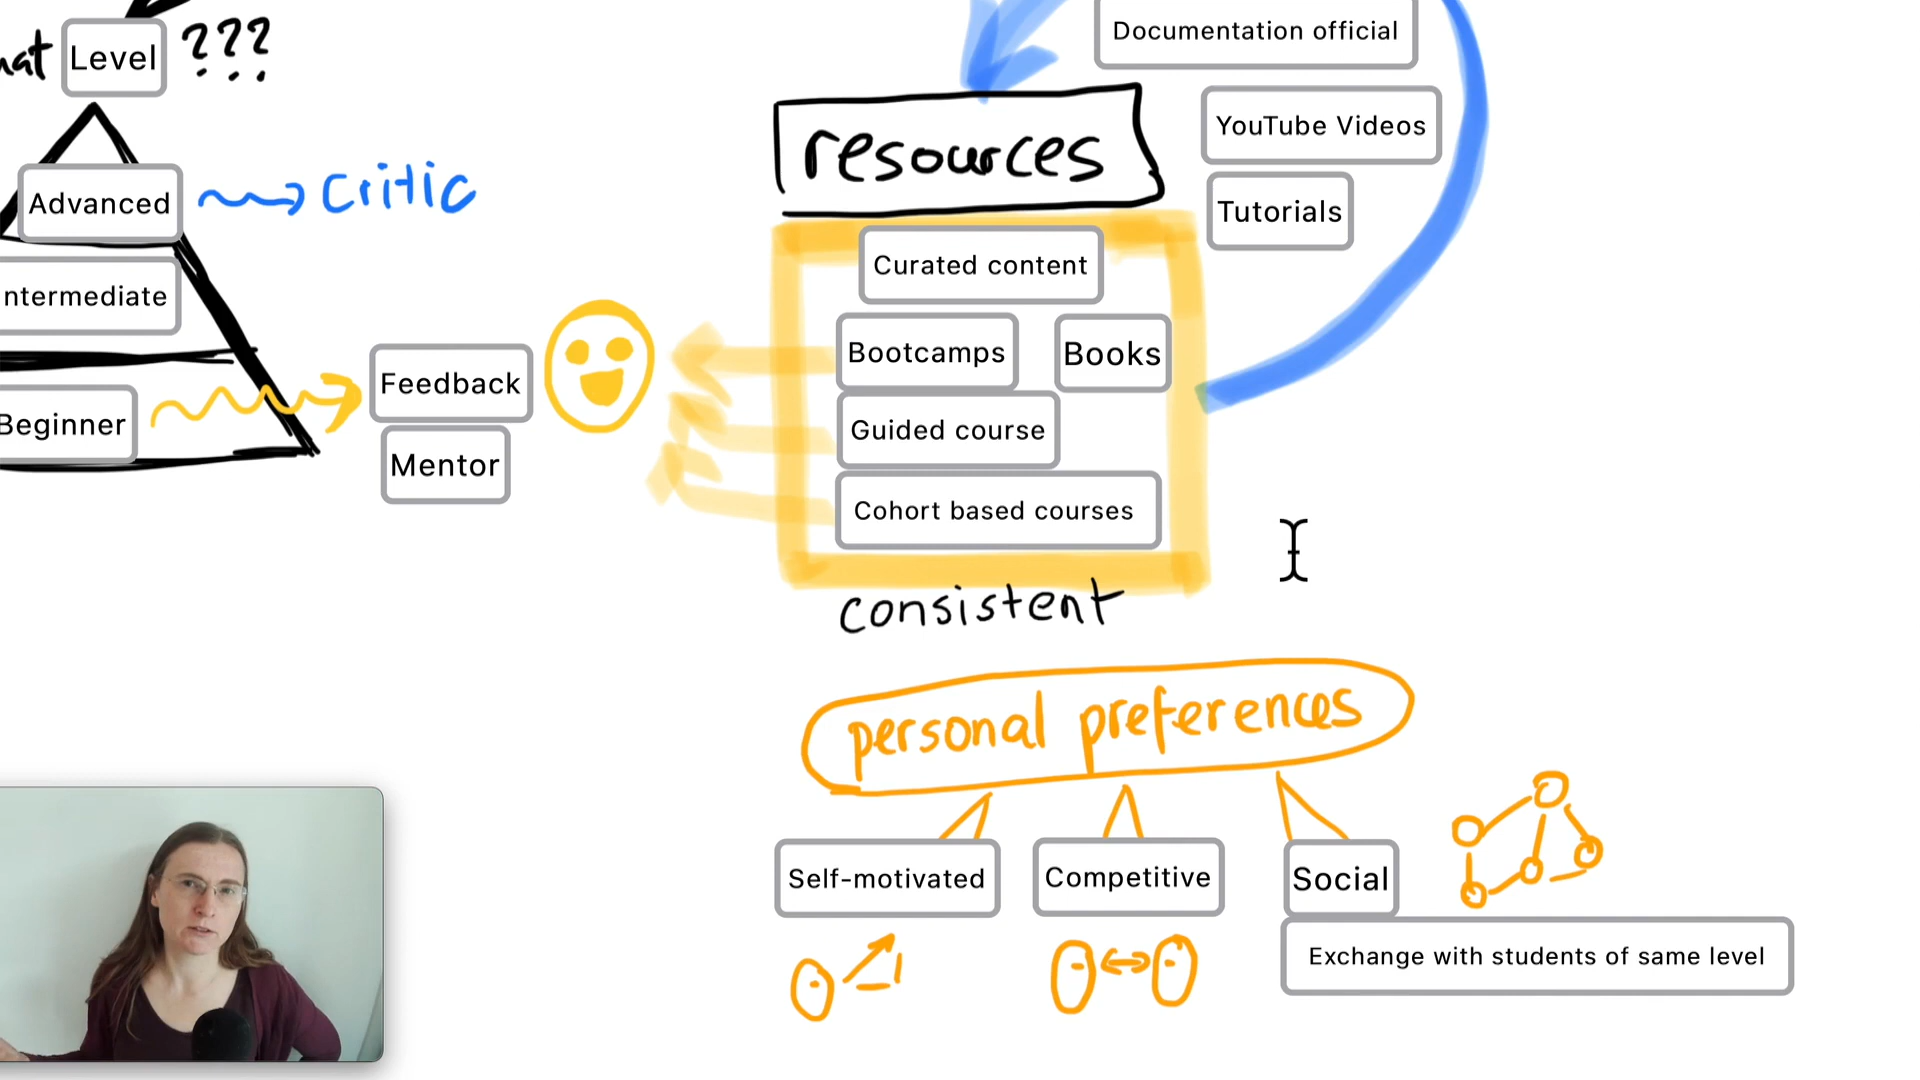 Level ???
Advanced
Critic
ntermediate
Beginner
Feedback
Mentor
Documentation official
YouTube Videos
Tutorials
resources
Curated content
Bootcamps
Books
Guided course
Cohort based courses
consistent
personal preferences
Self-motivated
Competitive
Social
Exchange with students of same level